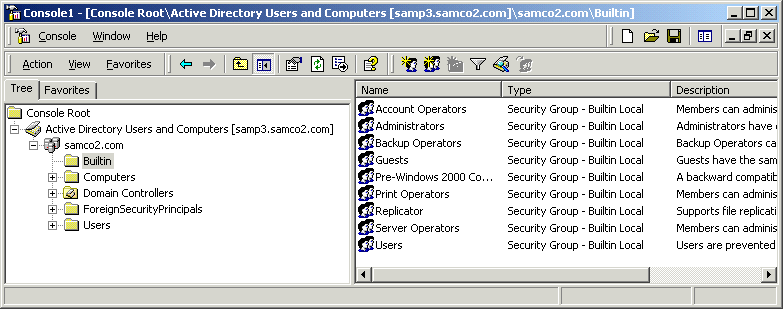 Console1 - [Console Root\Active Directory Users and Computers [samp3.samco2.com]\samco2.com\Builtin]
Console Window Help
Action View Favorites
Tree Favorites
Console Root
Active Directory Users and Computers [samp3.samco2.com]
samco2.com
Builtin
Computers
Domain Controllers
ForeignSecurityPrincipals
Users
Name Type Description
Account Operators Security Group - Builtin Local Members can adminis
Administrators Security Group - Builtin Local Administrators have
Backup Operators Security Group - Builtin Local Backup Operators ca
Guests Security Group - Builtin Local Guests have the sam
Pre-Windows 2000 Co... Security Group - Builtin Local A backward compatib
Print Operators Security Group - Builtin Local Members can adminis
Replicator Security Group - Builtin Local Supports file replicati
Server Operators Security Group - Builtin Local Members can adminis
Users Security Group - Builtin Local Users are prevented